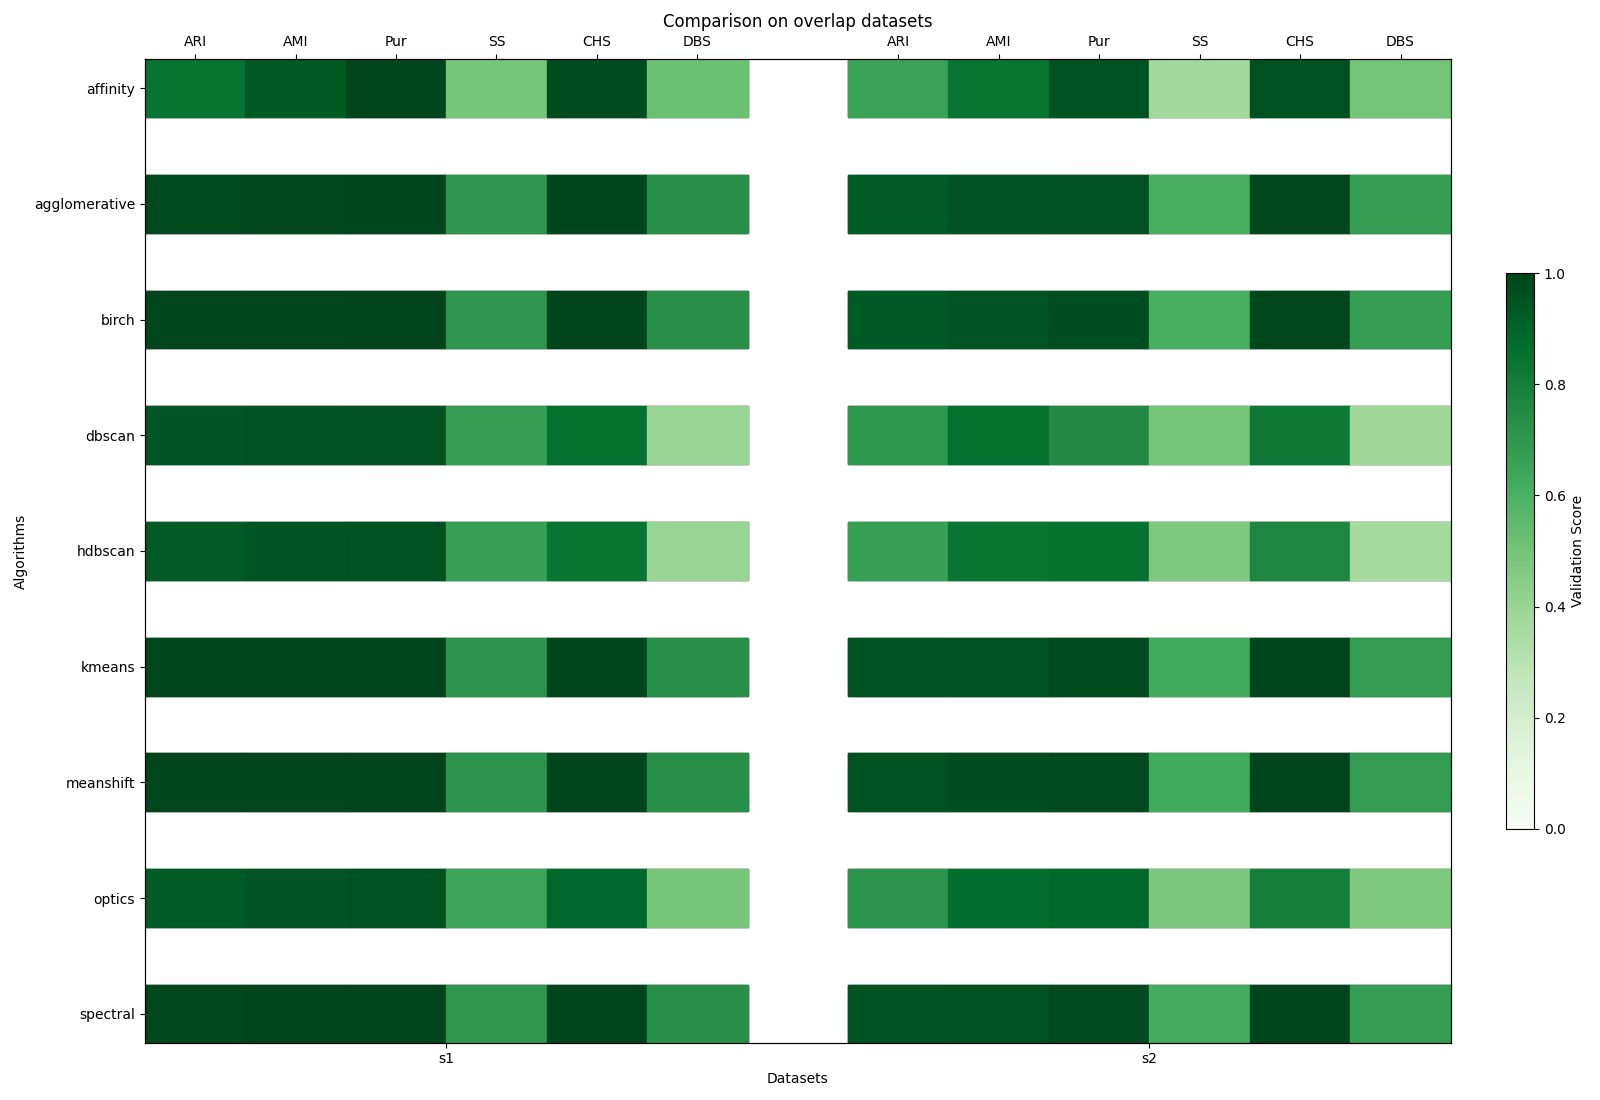 Comparison on overlap datasets
ARI AMI Pur SS CHS DBS ARI AMI Pur SS CHS DBS
affinity
agglomerative
birch
dbscan
hdbscan
kmeans
meanshift
optics
spectral
Algorithms
s1 s2
Datasets
1.0
0.8
0.6
0.4
0.2
0.0
Validation Score